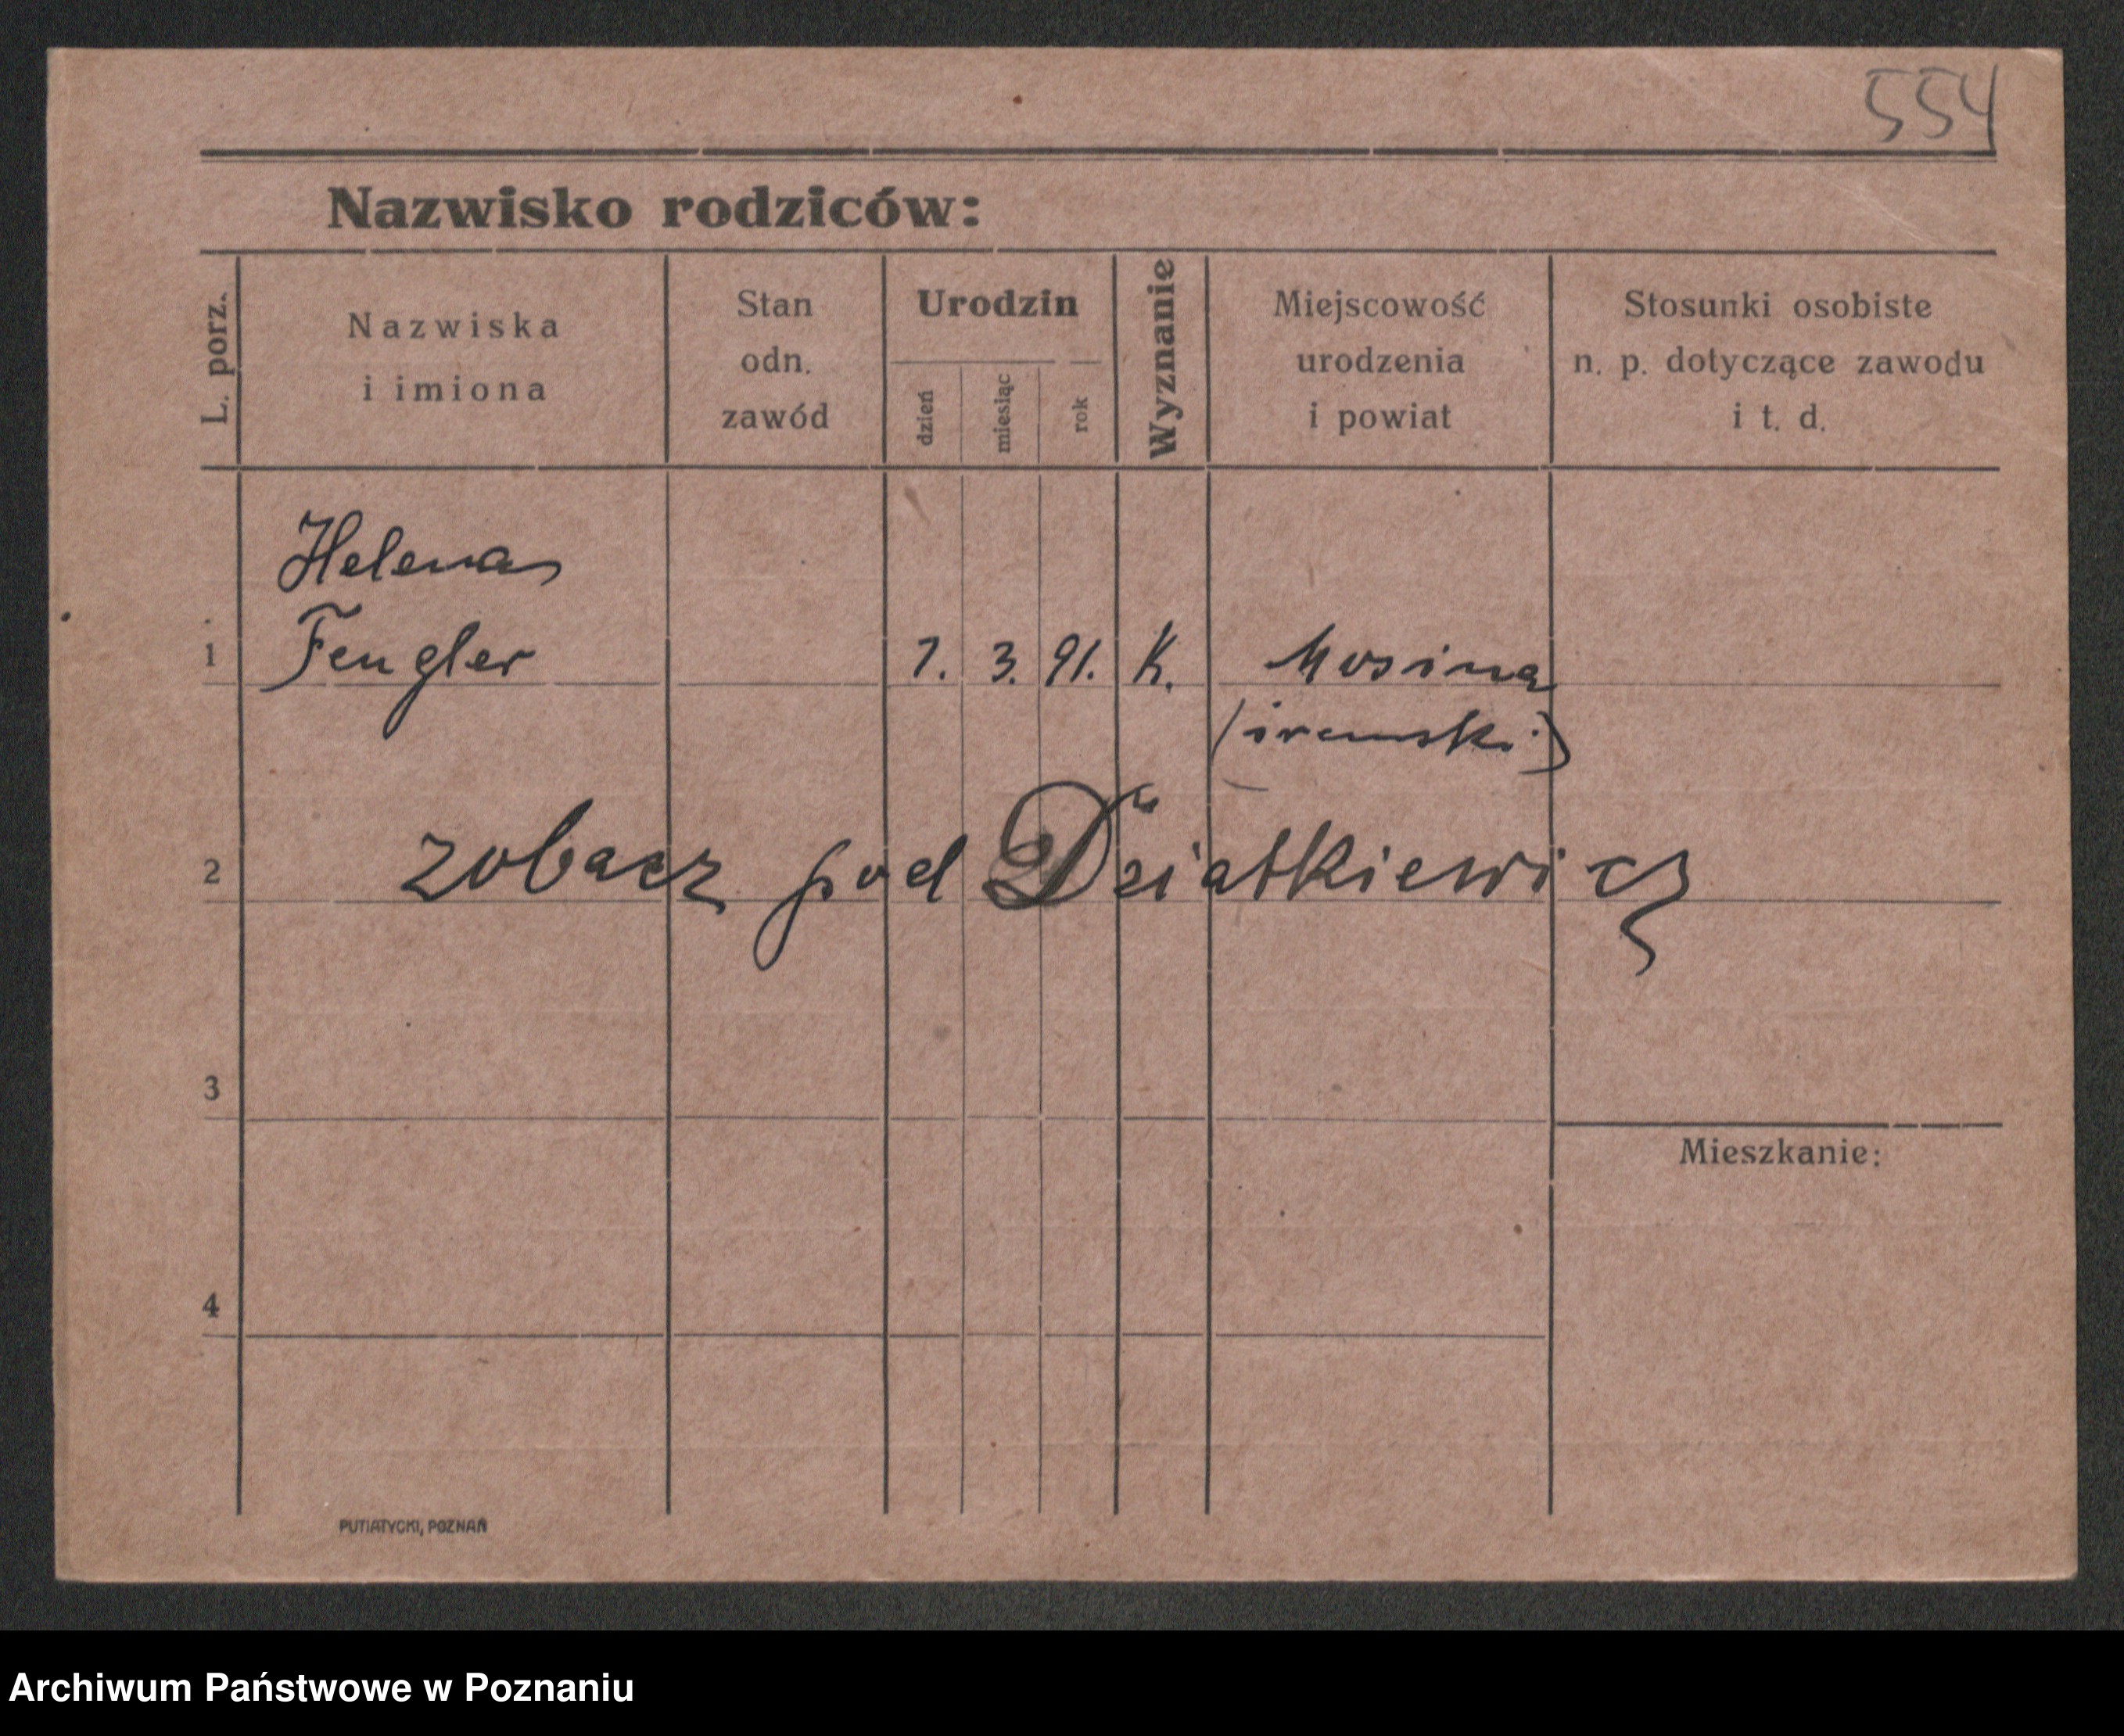 554
Nazwisko rodziców:
L. porz.
Nazwiska
i imiona
Stan
odn.
zawód
Urodzin
dzień
miesiąc
rok
Wyznanie
Miejscowość
urodzenia
i powiat
Stosunki osobiste
n. p. dotyczące zawodu
i t. d.
Helena
1 Fengler 7. 3. 91. K. Mosina
(śremski)
2 zobacz pod Dziatkiewicz
3
Mieszkanie:
4
PUTIATYCKI, POZNAŃ
Archiwum Państwowe w Poznaniu